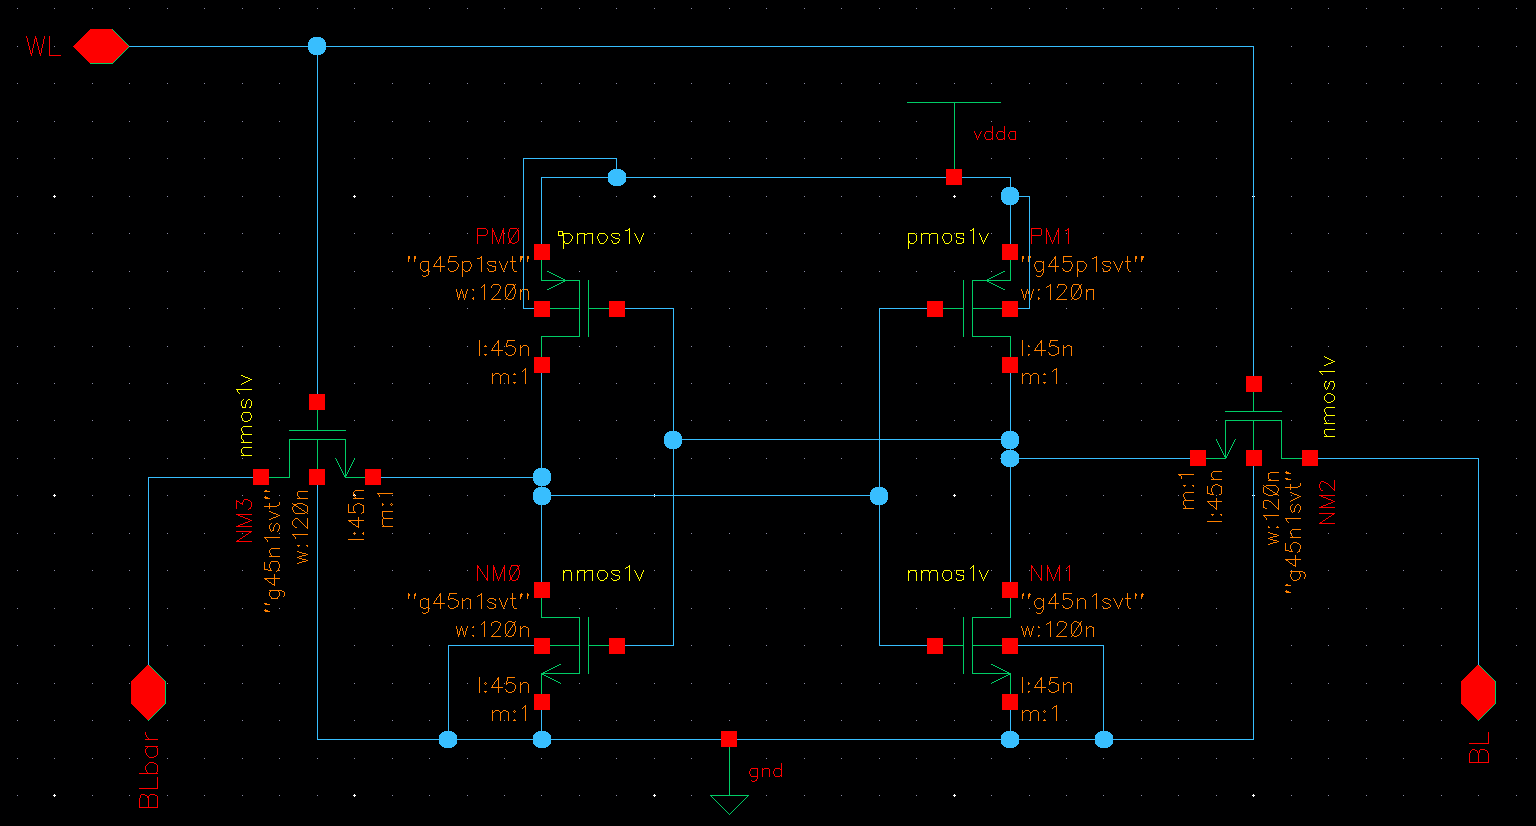 WL
vdda
PM0
pmos1v
"g45p1svt"
w:120n
l:45n
m:1
pmos1v
PM1
"g45p1svt"
w:120n
l:45n
m:1
nmos1v
NM3
"g45n1svt"
w:120n
l:45n
m:1
nmos1v
m:1
l:45n
w:120n
"g45n1svt"
NM2
NM0
nmos1v
"g45n1svt"
w:120n
l:45n
m:1
nmos1v
NM1
"g45n1svt"
w:120n
l:45n
m:1
BLbar
gnd
BL